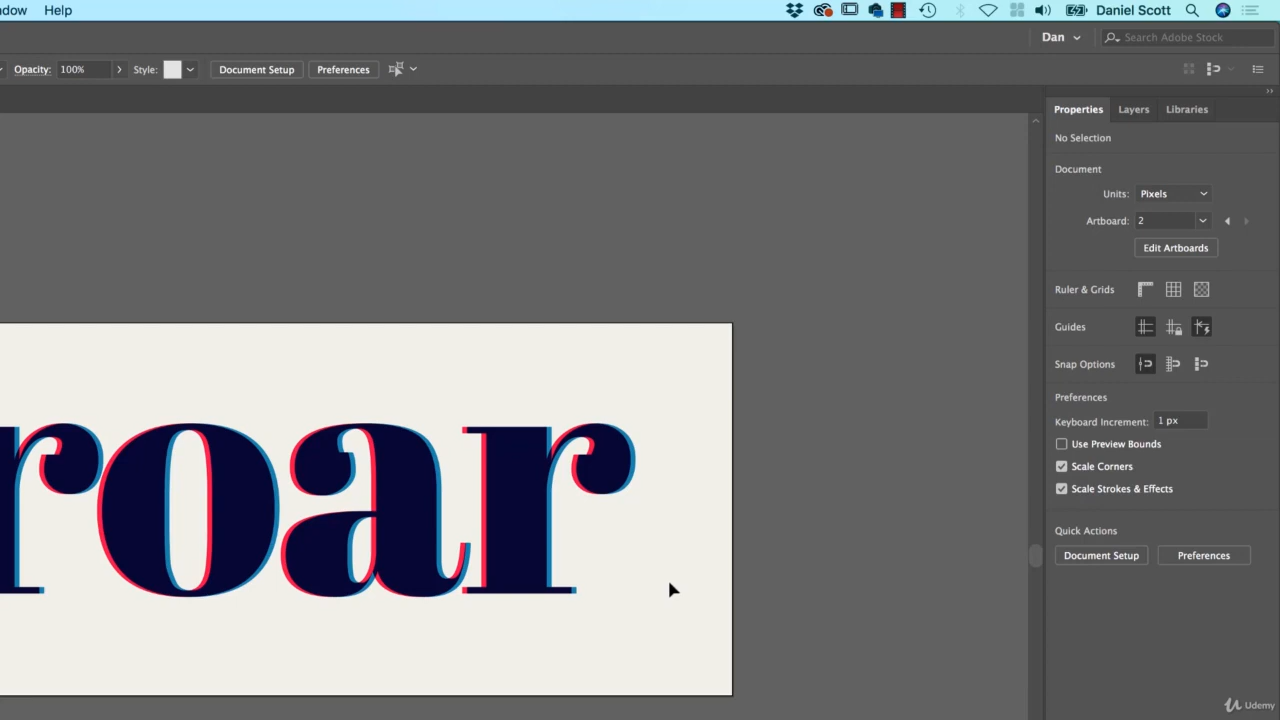 ndow Help Daniel Scott
Dan Search Adobe Stock
Opacity: 100% Style: Document Setup Preferences
Properties Layers Libraries
No Selection
Document
Units: Pixels
Artboard: 2
Edit Artboards
Ruler & Grids
Guides
Snap Options
Preferences
Keyboard Increment: 1 px
Use Preview Bounds
Scale Corners
Scale Strokes & Effects
Quick Actions
Document Setup Preferences
roar
Udemy